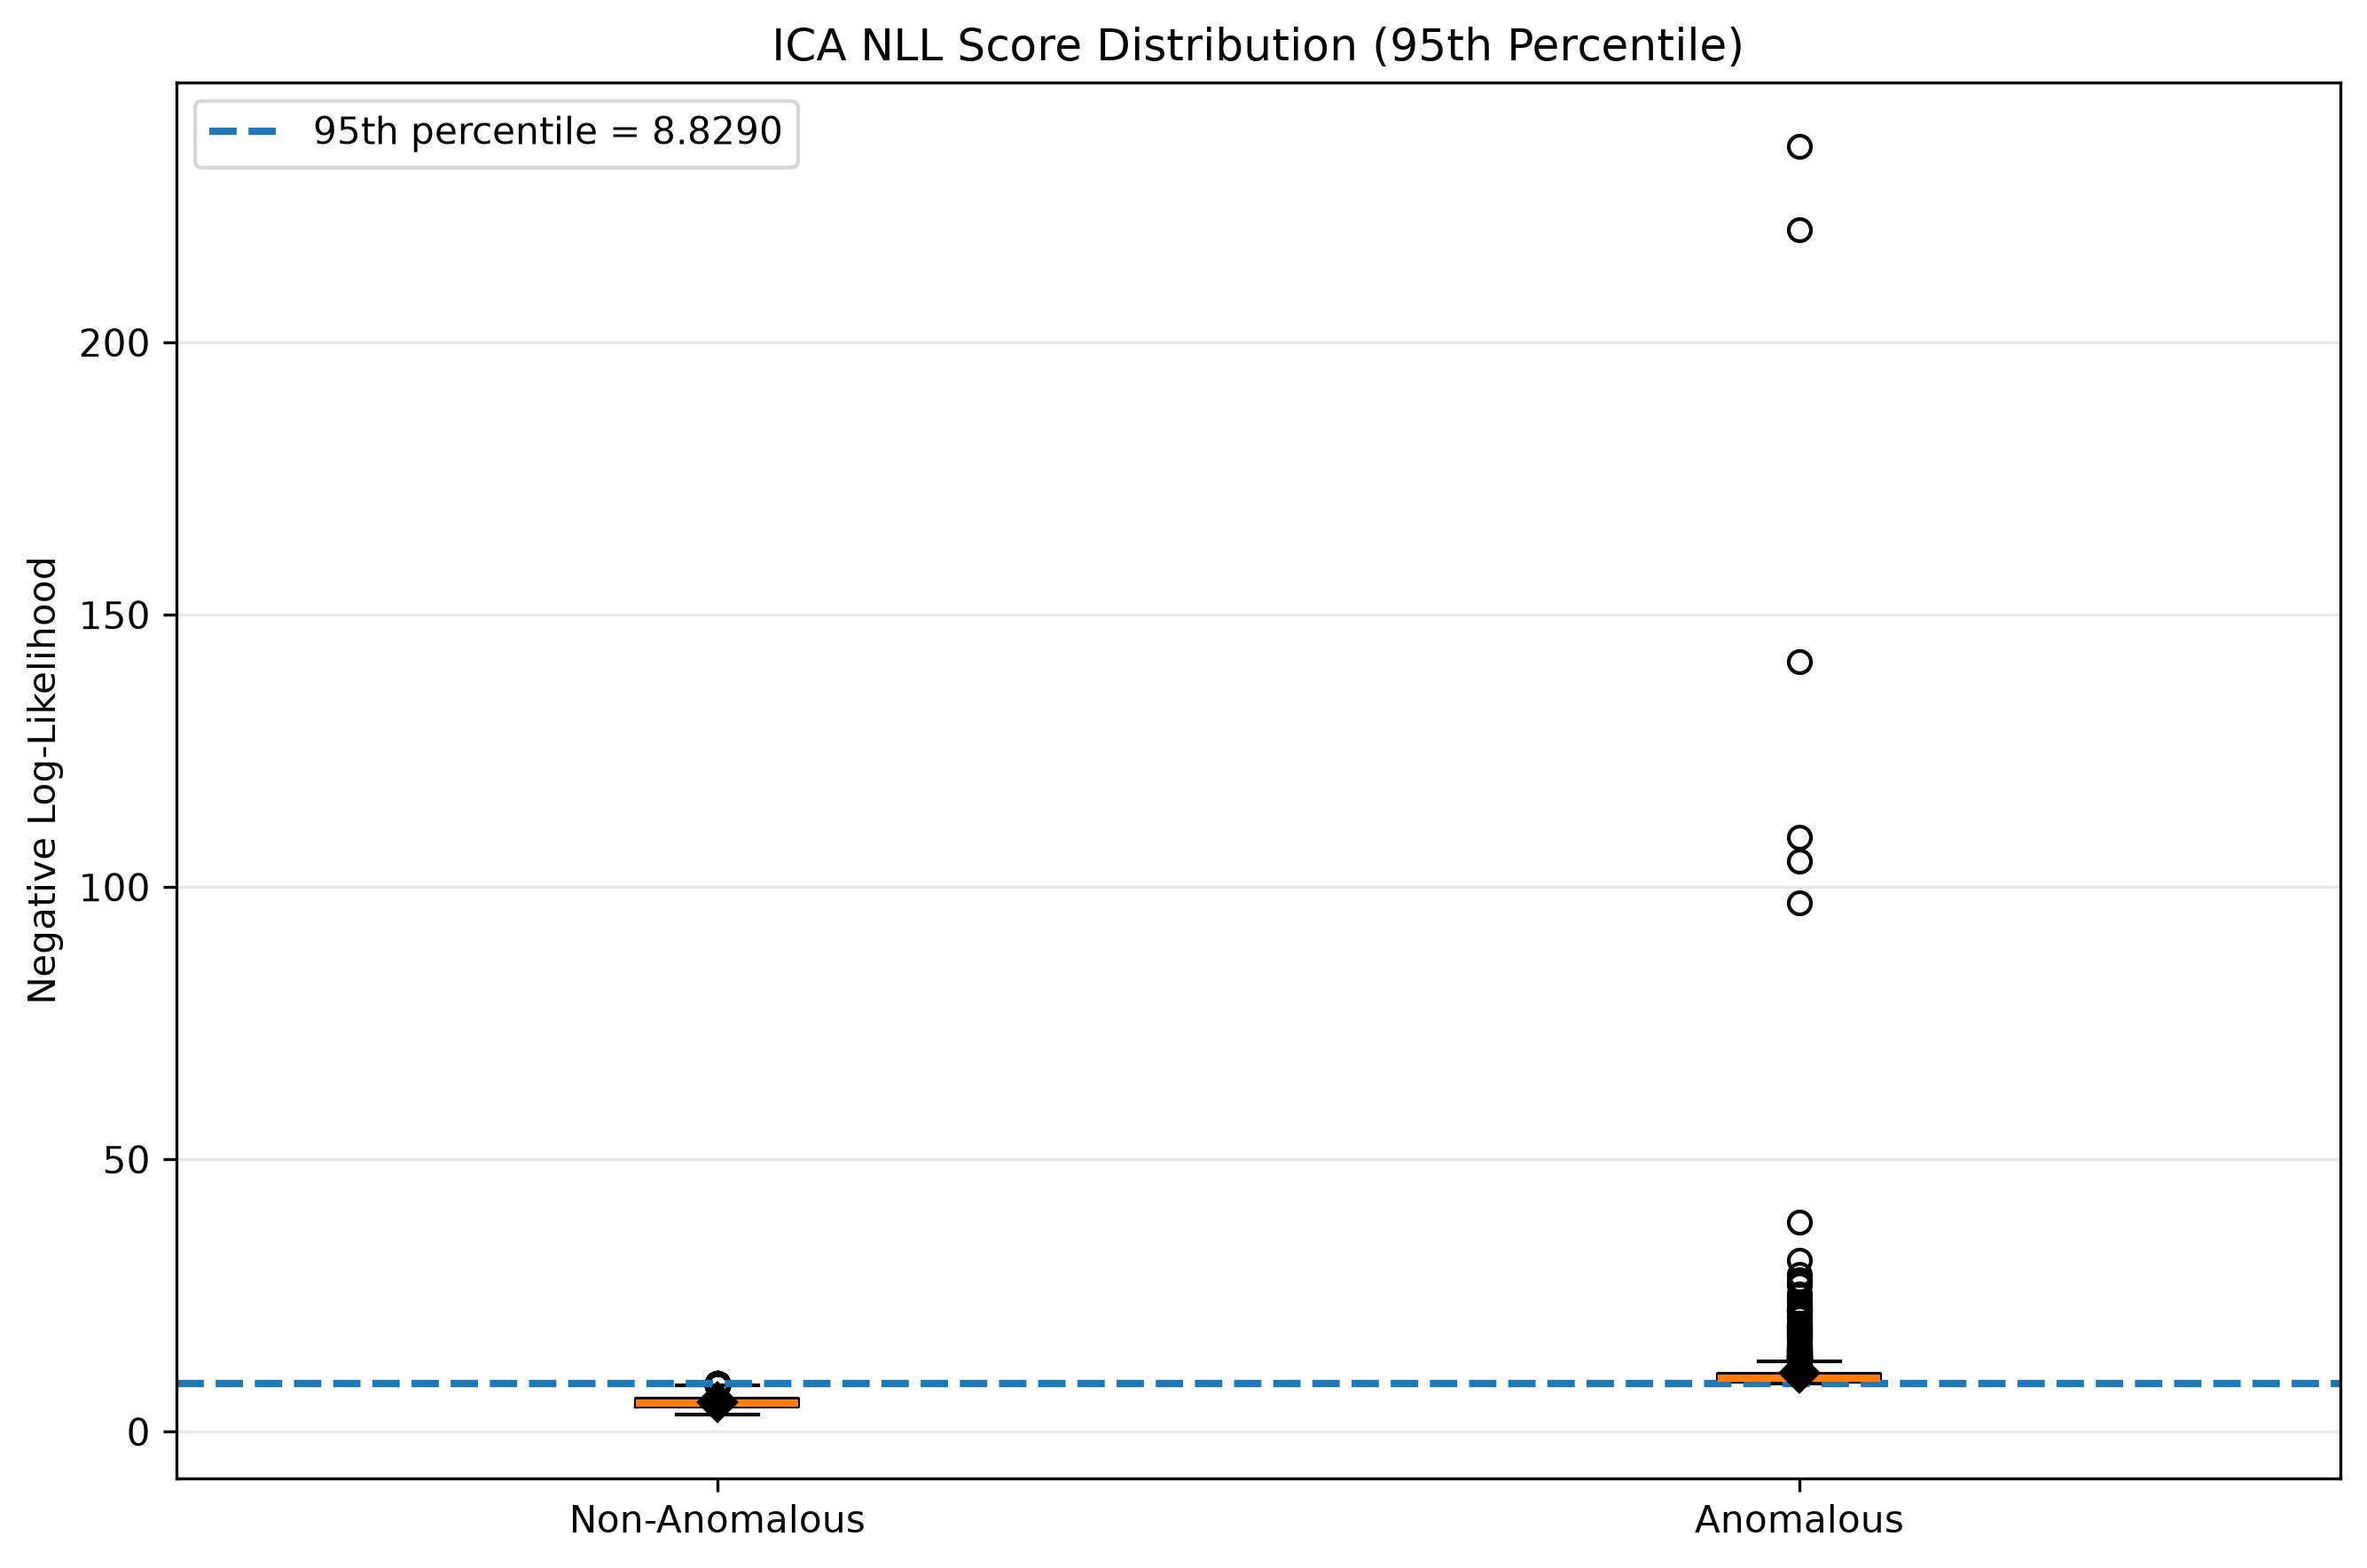 ICA NLL Score Distribution (95th Percentile)
95th percentile = 8.8290
Negative Log-Likelihood
200
150
100
50
0
Non-Anomalous
Anomalous